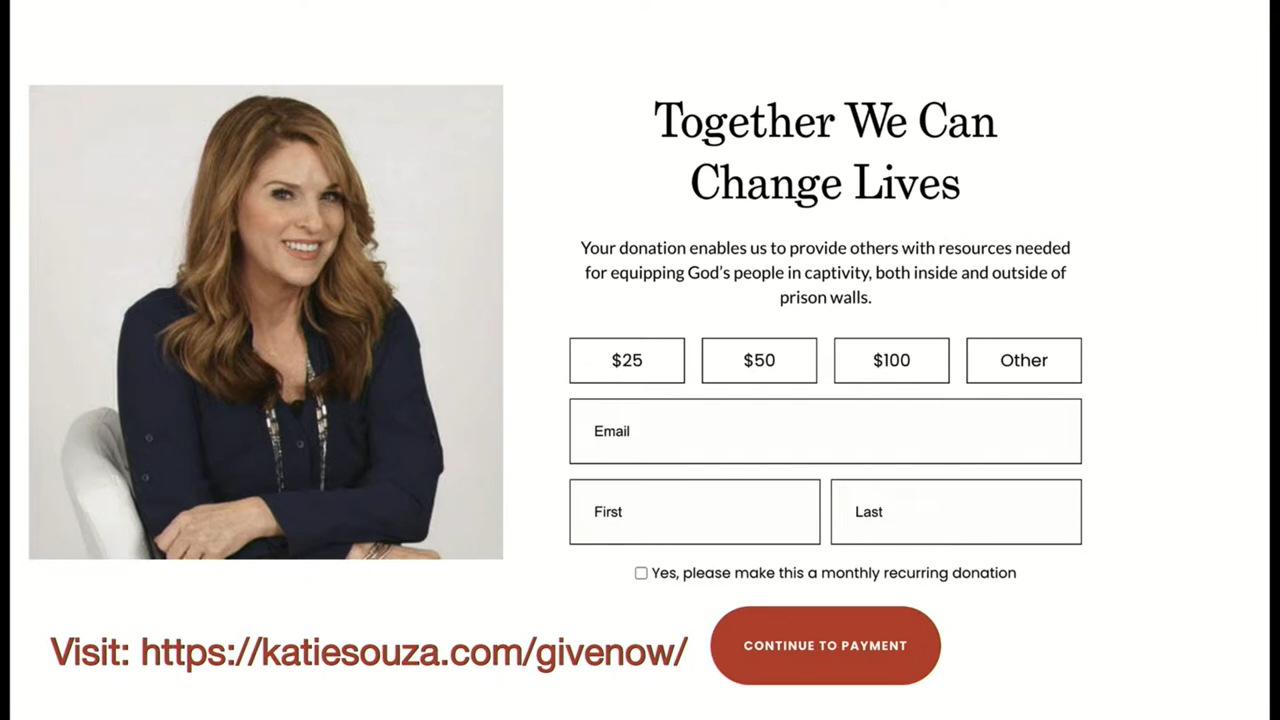 Together We Can
Change Lives
Your donation enables us to provide others with resources needed
for equipping God's people in captivity, both inside and outside of
prison walls.
$25 $50 $100 Other
Email
First Last
Yes, please make this a monthly recurring donation
Visit: https://katiesouza.com/givenow/
CONTINUE TO PAYMENT